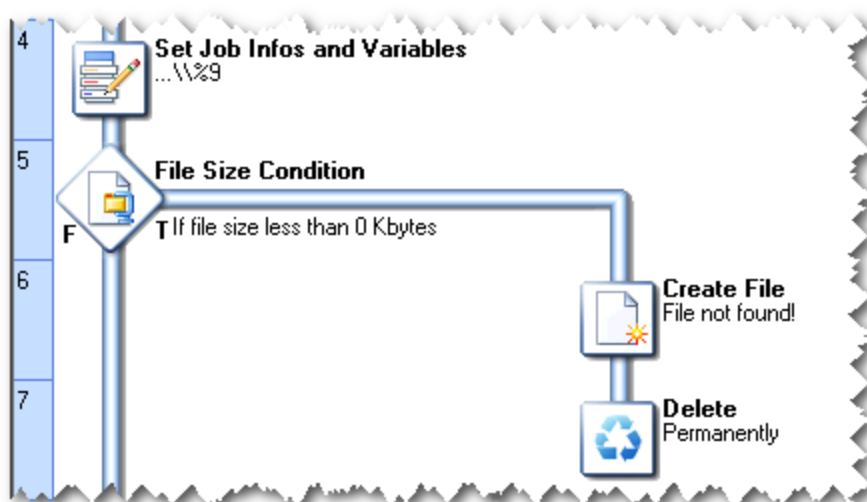 4
Set Job Infos and Variables
...\\%9
5
File Size Condition
F
T If file size less than 0 Kbytes
6
Create File
File not found!
7
Delete
Permanently